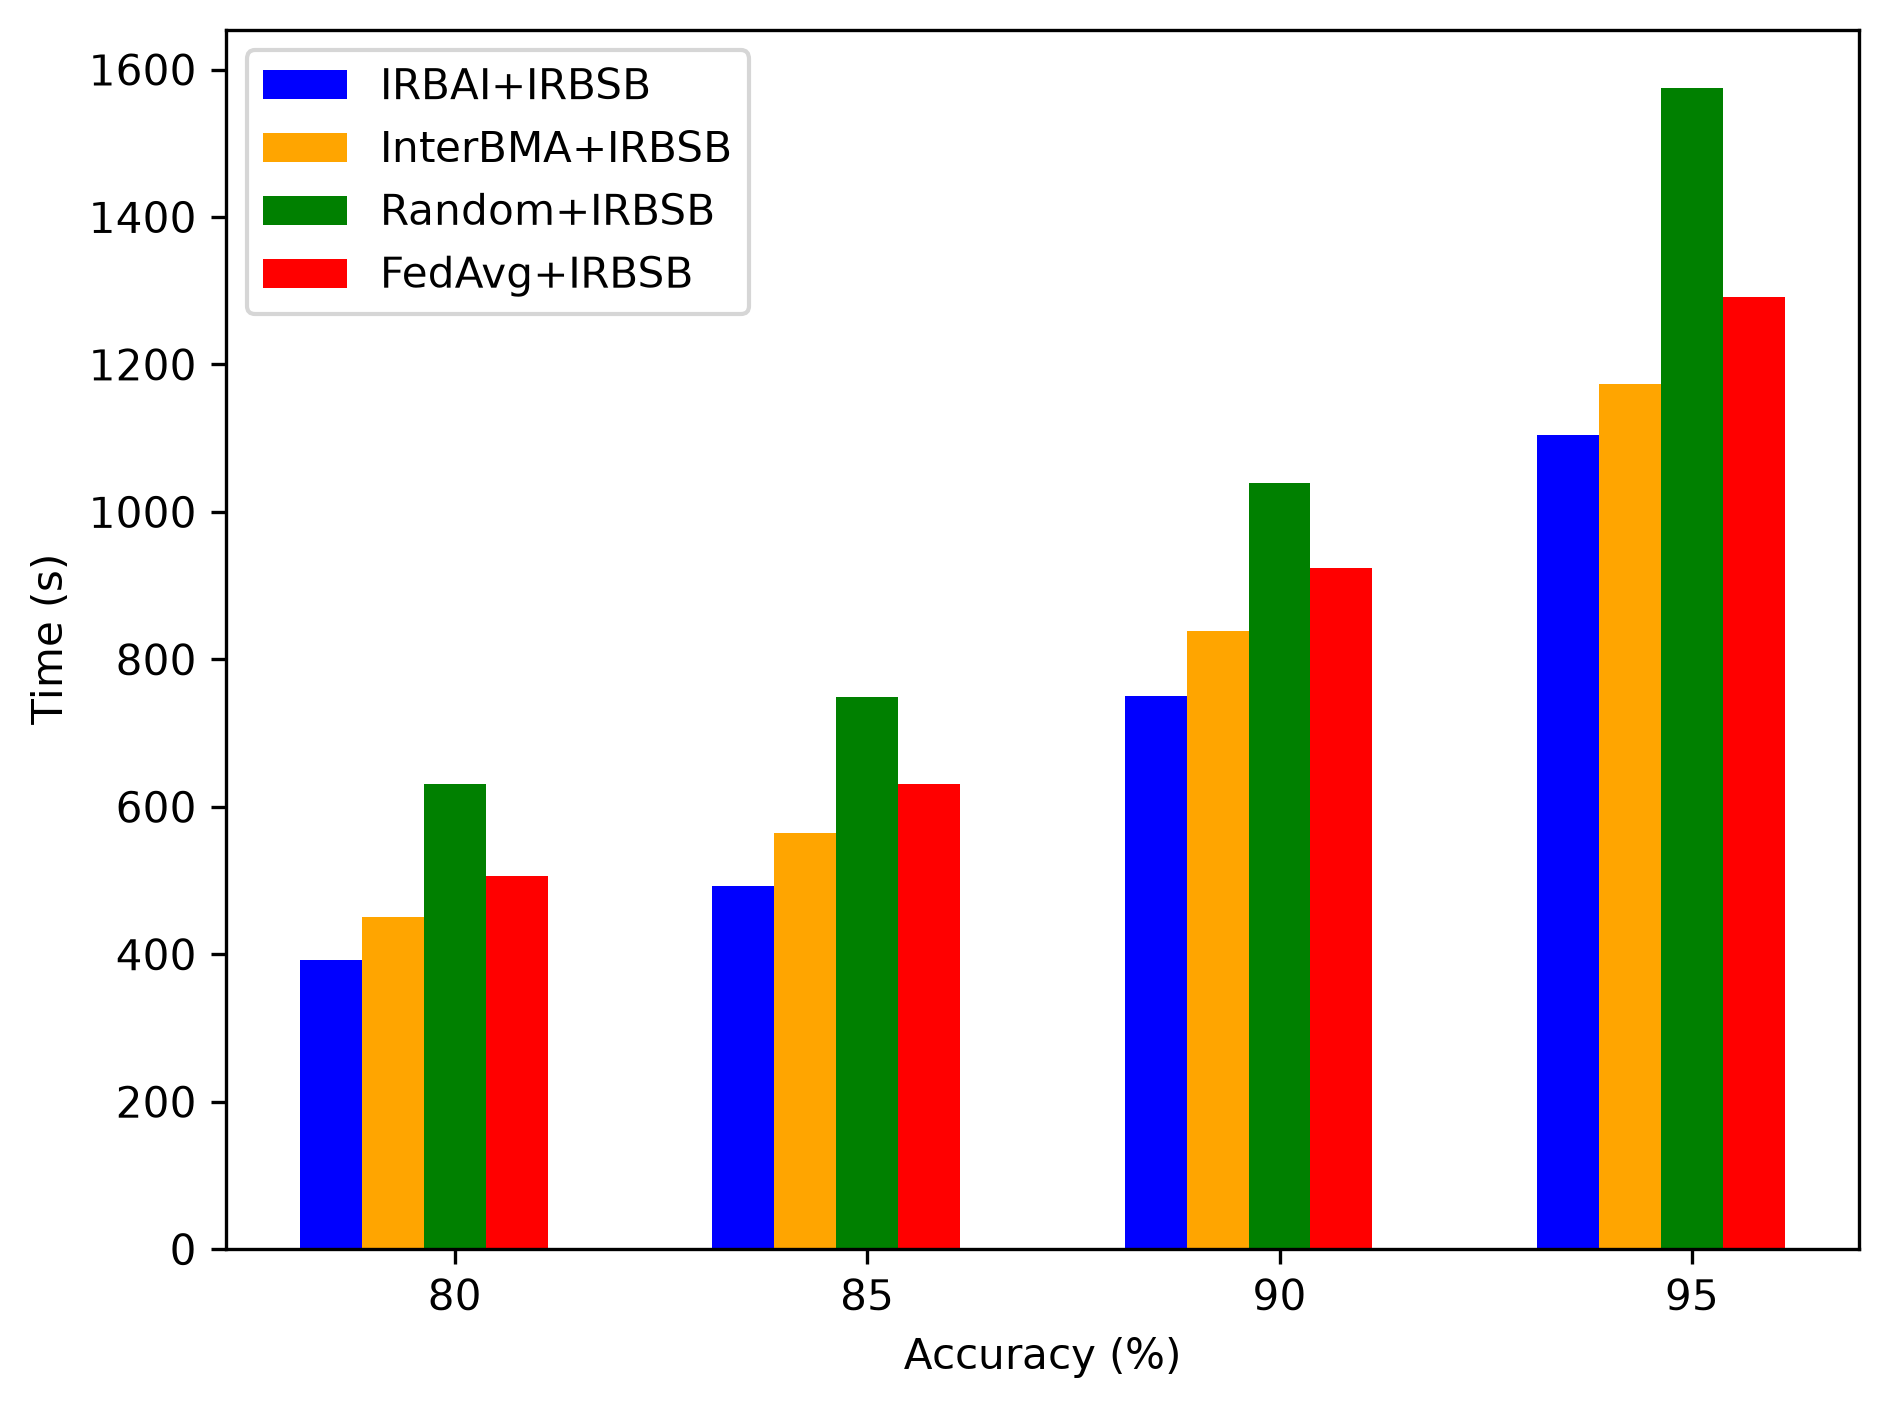 IRBAI+IRBSB
InterBMA+IRBSB
Random+IRBSB
FedAvg+IRBSB
1600
1400
1200
1000
800
600
400
200
0
Time (s)
80 85 90 95
Accuracy (%)